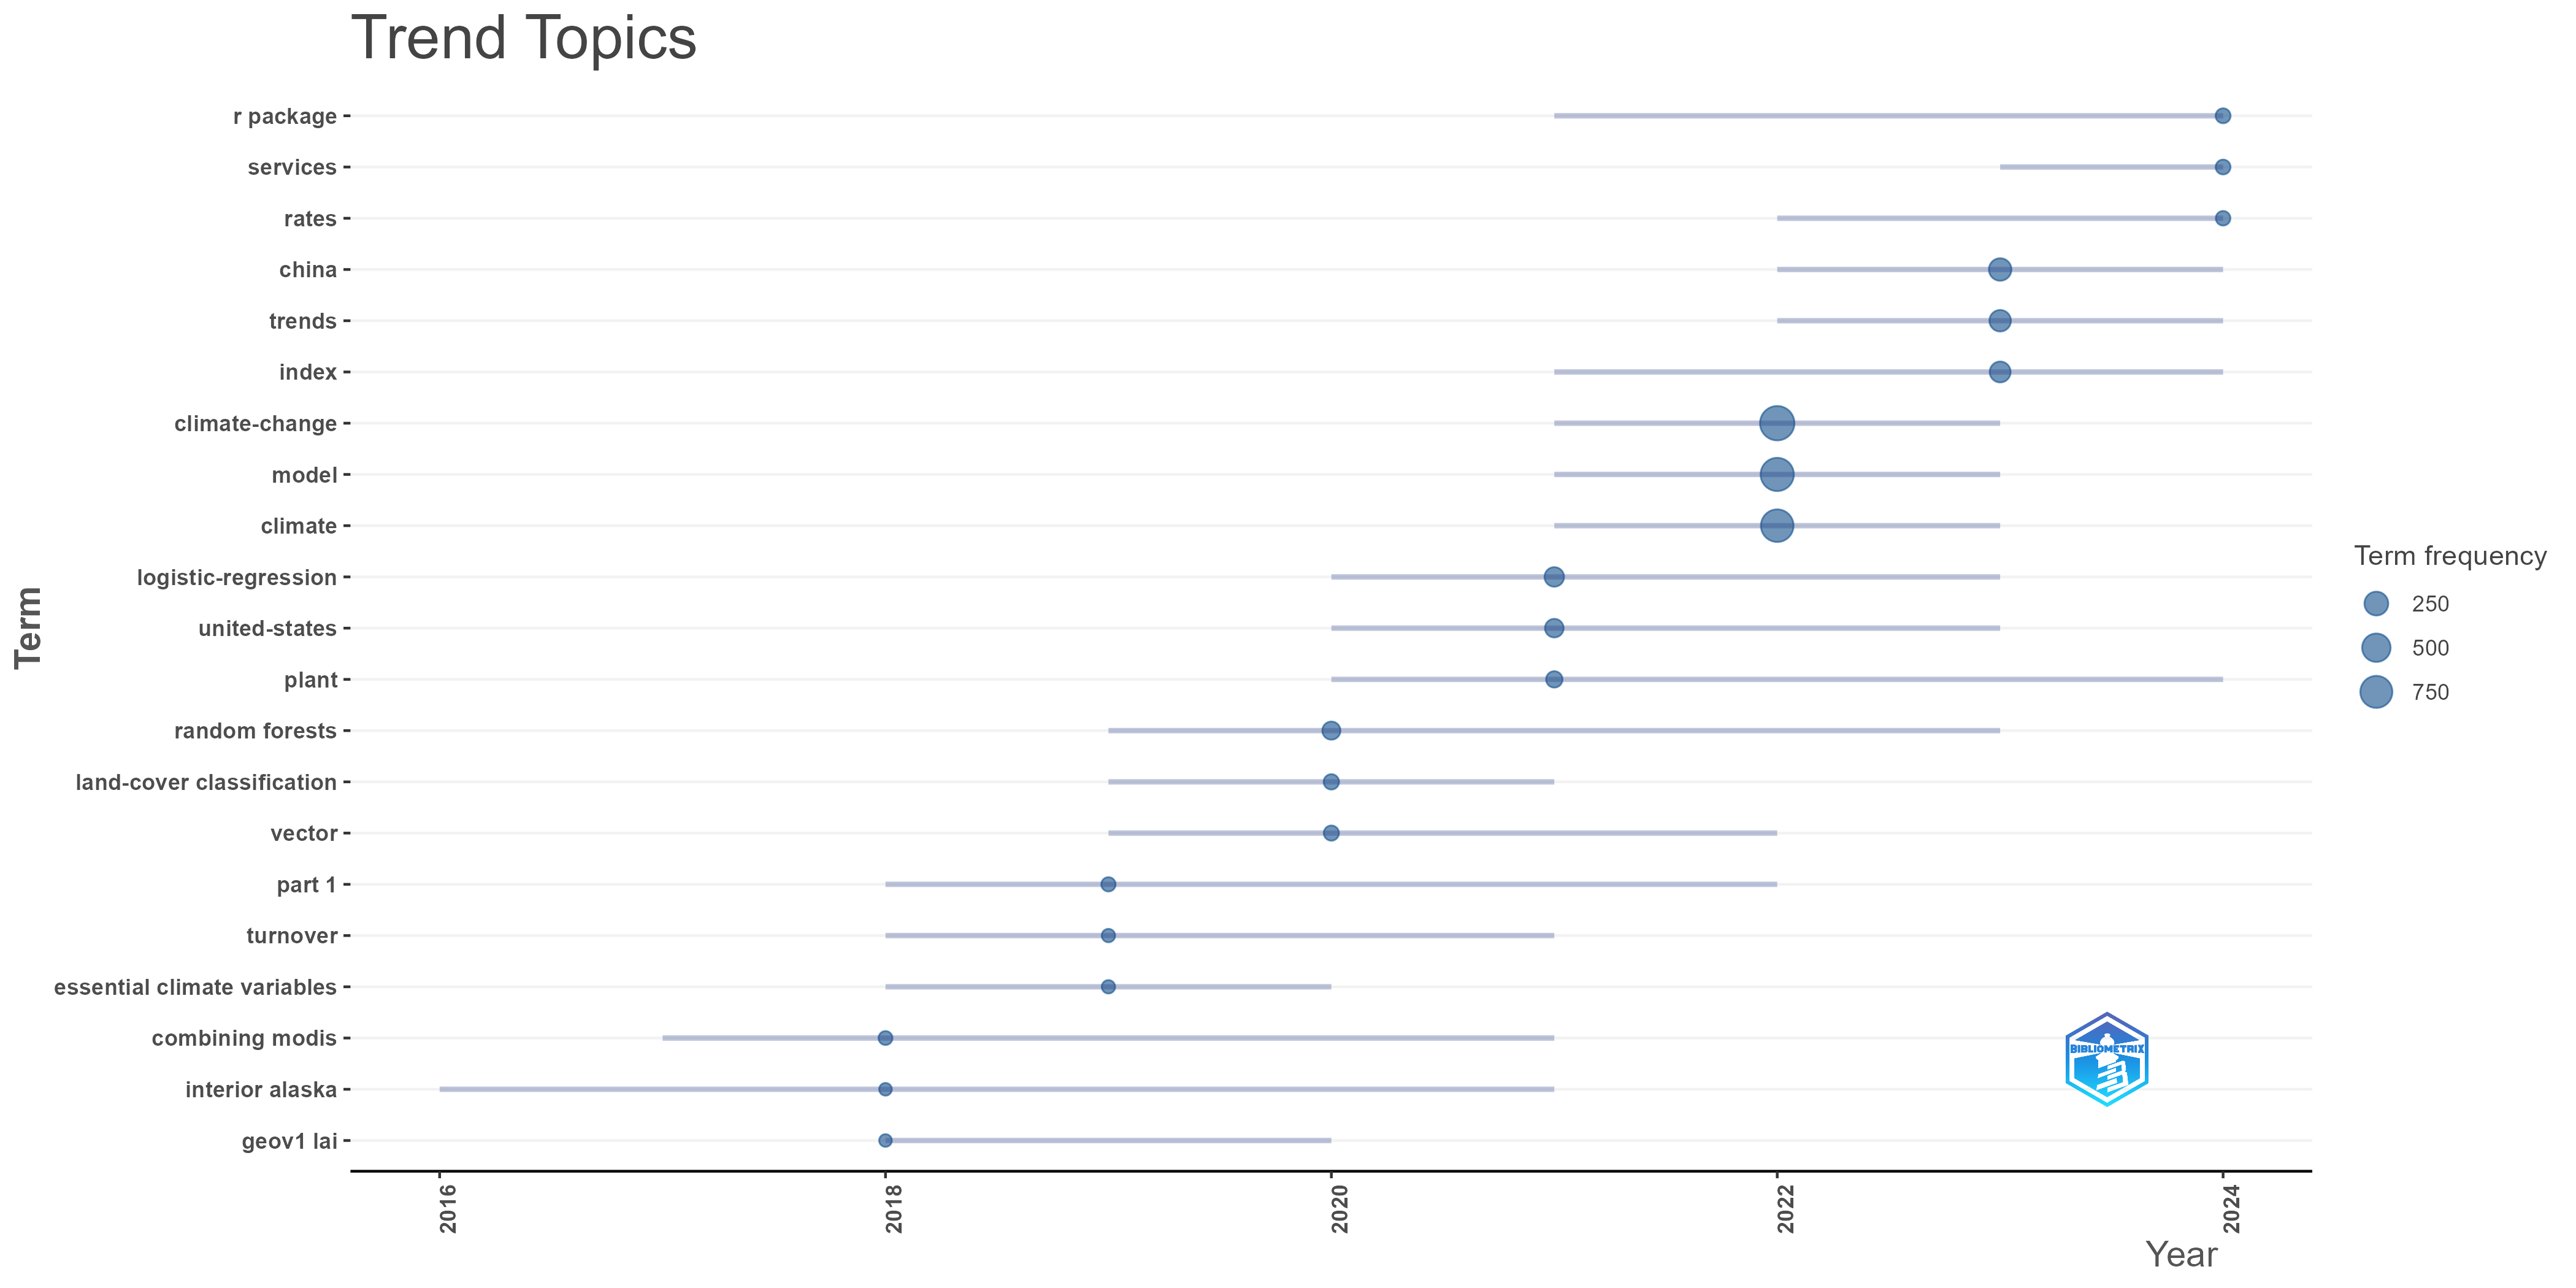 Trend Topics
r package
services
rates
china
trends
index
climate-change
model
climate
logistic-regression
united-states
plant
random forests
land-cover classification
vector
part 1
turnover
essential climate variables
combining modis
interior alaska
geov1 lai
Term
2016
2018
2020
2022
2024
Year
Term frequency
250
500
750
BIBLIOMETRIX